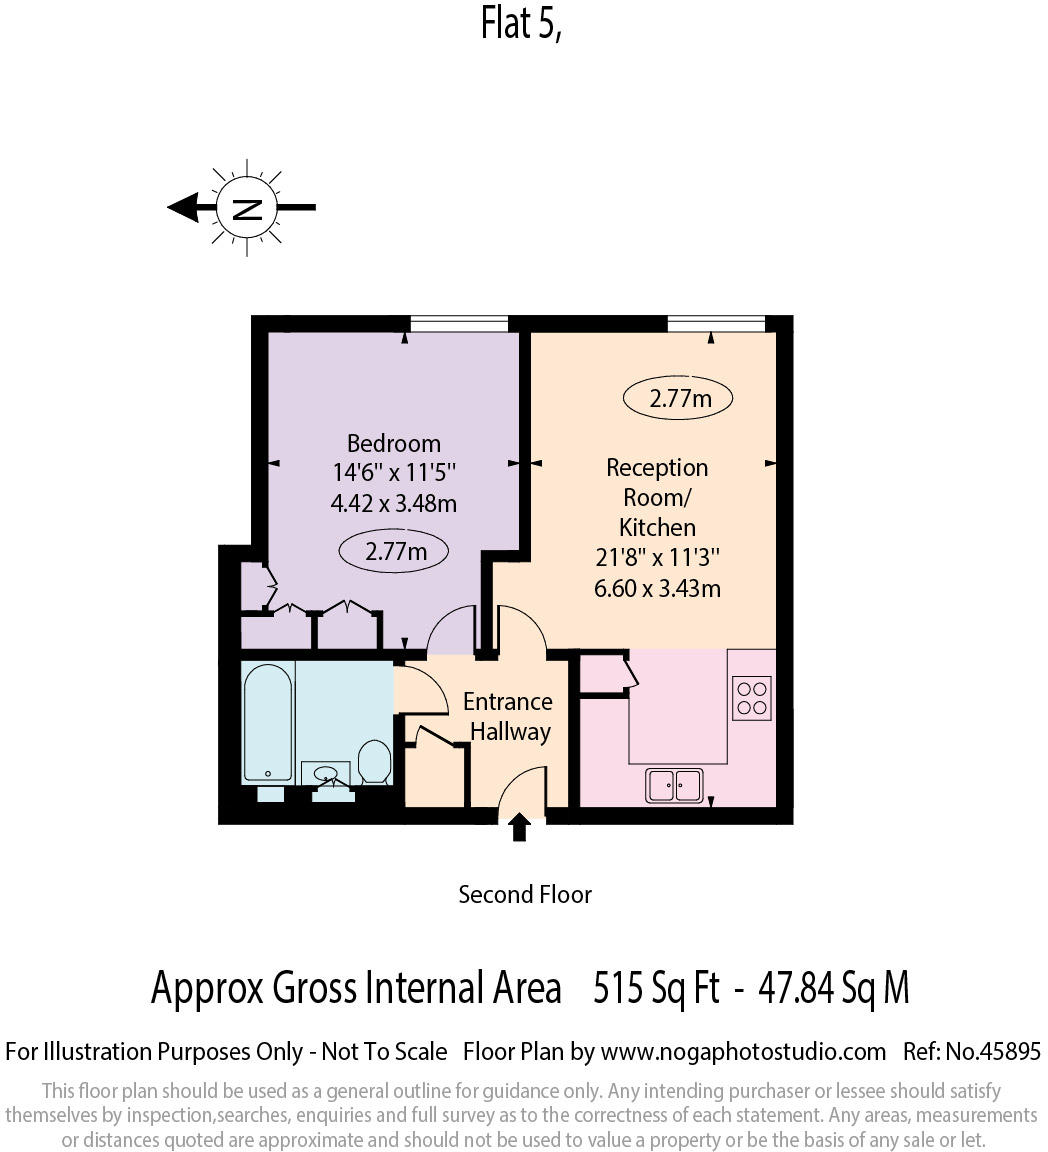 Flat 5,
N
2.77m
Bedroom
14'6" x 11'5"
4.42 x 3.48m
2.77m
Reception
Room/
Kitchen
21'8" x 11'3"
6.60 x 3.43m
Entrance
Hallway
Second Floor
Approx Gross Internal Area 515 Sq Ft - 47.84 Sq M
For Illustration Purposes Only - Not To Scale Floor Plan by www.nogaphotostudio.com Ref: No.45895
This floor plan should be used as a general outline for guidance only. Any intending purchaser or lessee should satisfy
themselves by inspection,searches, enquiries and full survey as to the correctness of each statement. Any areas, measurements
or distances quoted are approximate and should not be used to value a property or be the basis of any sale or let.